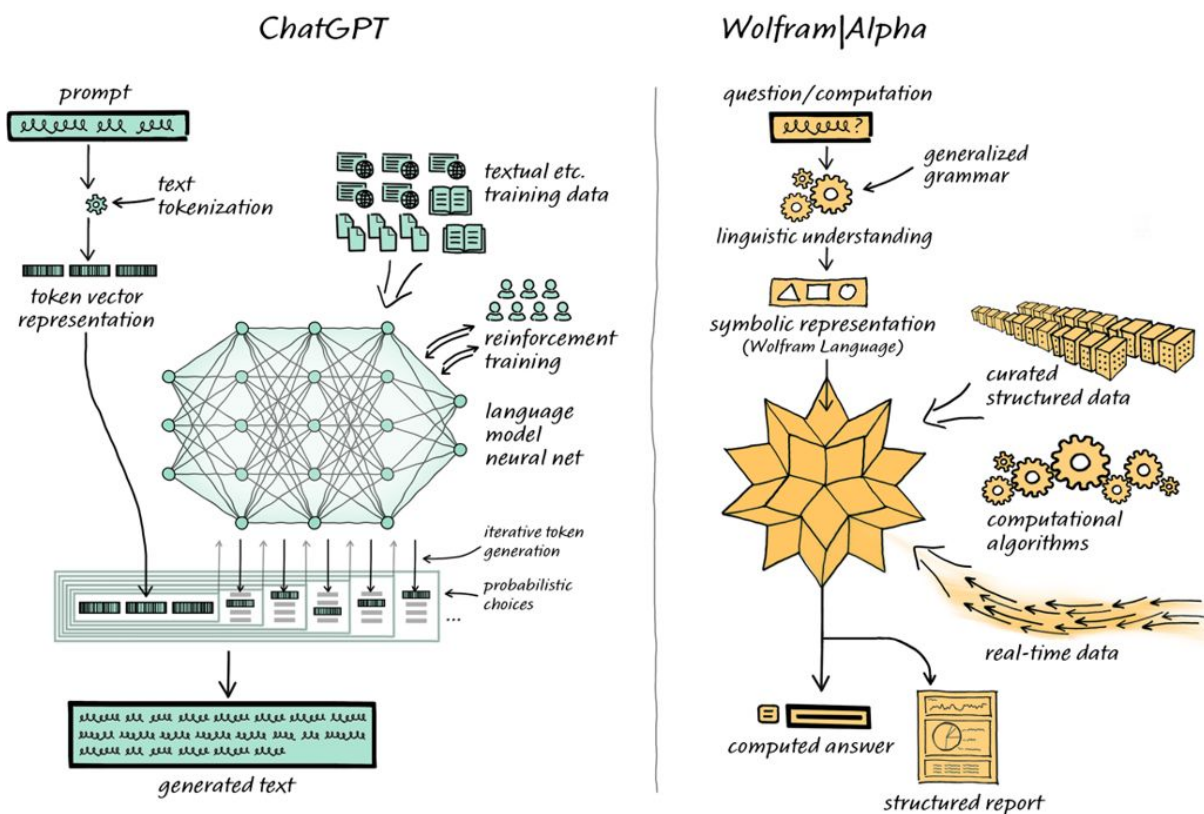 ChatGPT
prompt
text
tokenization
token vector
representation
textual etc.
training data
reinforcement
training
language
model
neural net
iterative token
generation
probabilistic
choices
...
generated text
Wolfram|Alpha
question/computation
?
generalized
grammar
linguistic understanding
symbolic representation
(Wolfram Language)
curated
structured data
computational
algorithms
real-time data
computed answer
structured report